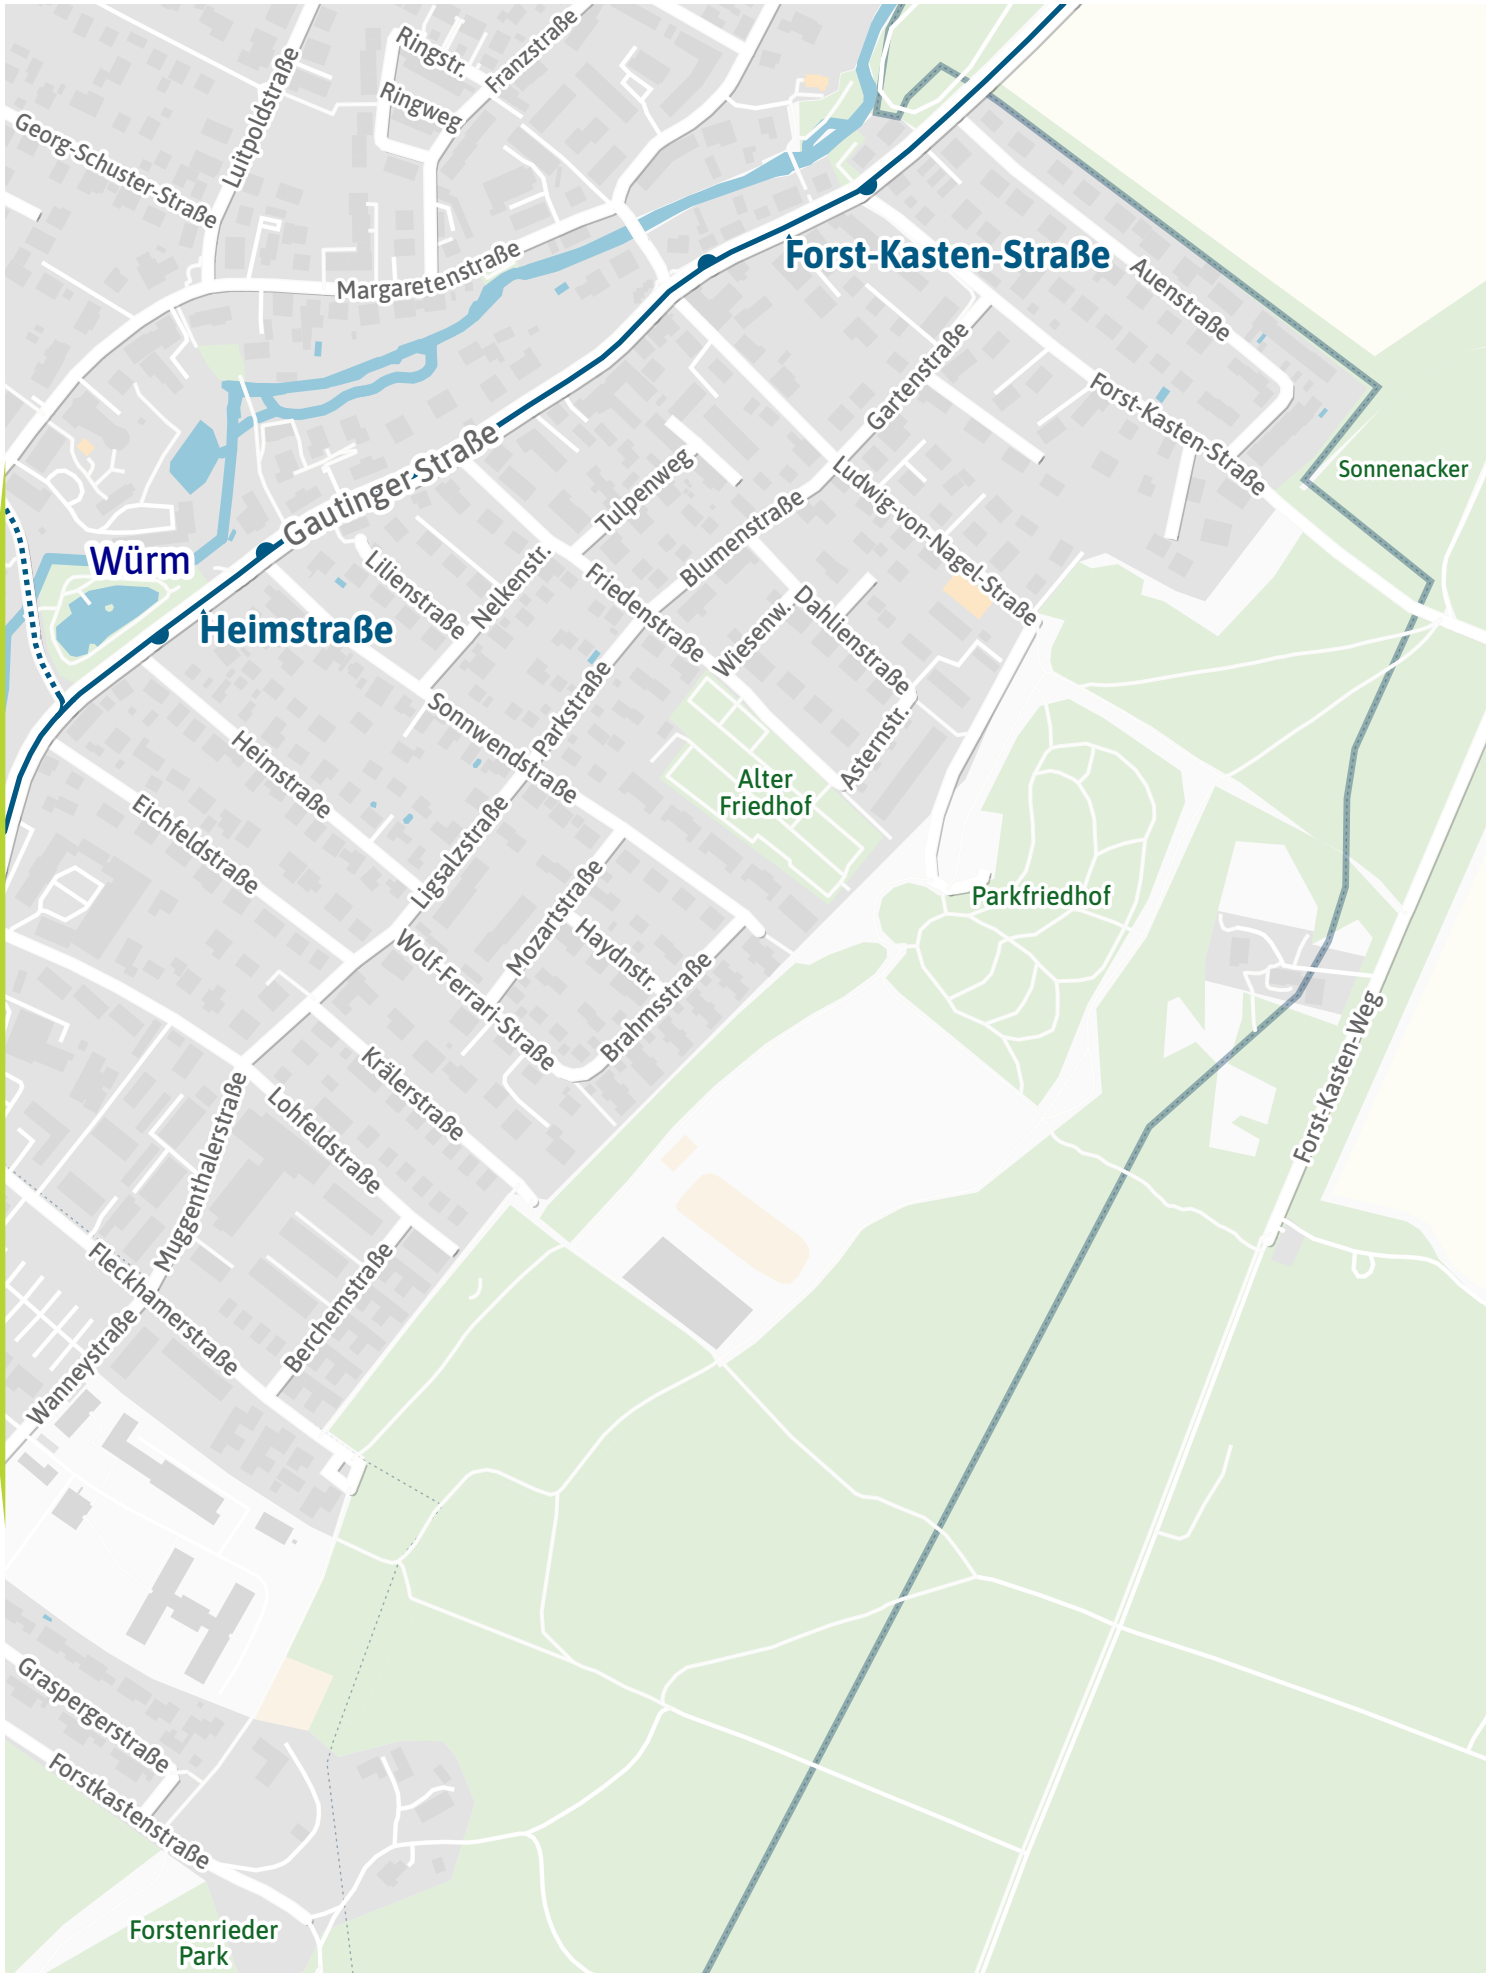 Ringstr.
Franzstraße
Luitpoldstraße
Ringweg
Georg-Schuster-Straße
Margaretenstraße
Forst-Kasten-Straße
Auenstraße
Gartenstraße
Forst-Kasten-Straße
Gautinger Straße
Sonnenacker
Tulpenweg
Ludwig-von-Nagel-Straße
Blumenstraße
Würm
Lilienstraße
Nelkenstr.
Friedenstraße
Wiesenw.
Dahlienstraße
Heimstraße
Parkstraße
Sonnwendstraße
Asternstr.
Heimstraße
Alter
Friedhof
Eichfeldstraße
Ligsalzstraße
Parkfriedhof
Mozartstraße
Haydnstr.
Wolf-Ferrari-Straße
Brahmsstraße
Forst-Kasten-Weg
Krälerstraße
Lohfeldstraße
Muggenthalerstraße
Fleckhamerstraße
Berchemstraße
Wanneystraße
Graspergerstraße
Forstkastenstraße
Forstenrieder
Park